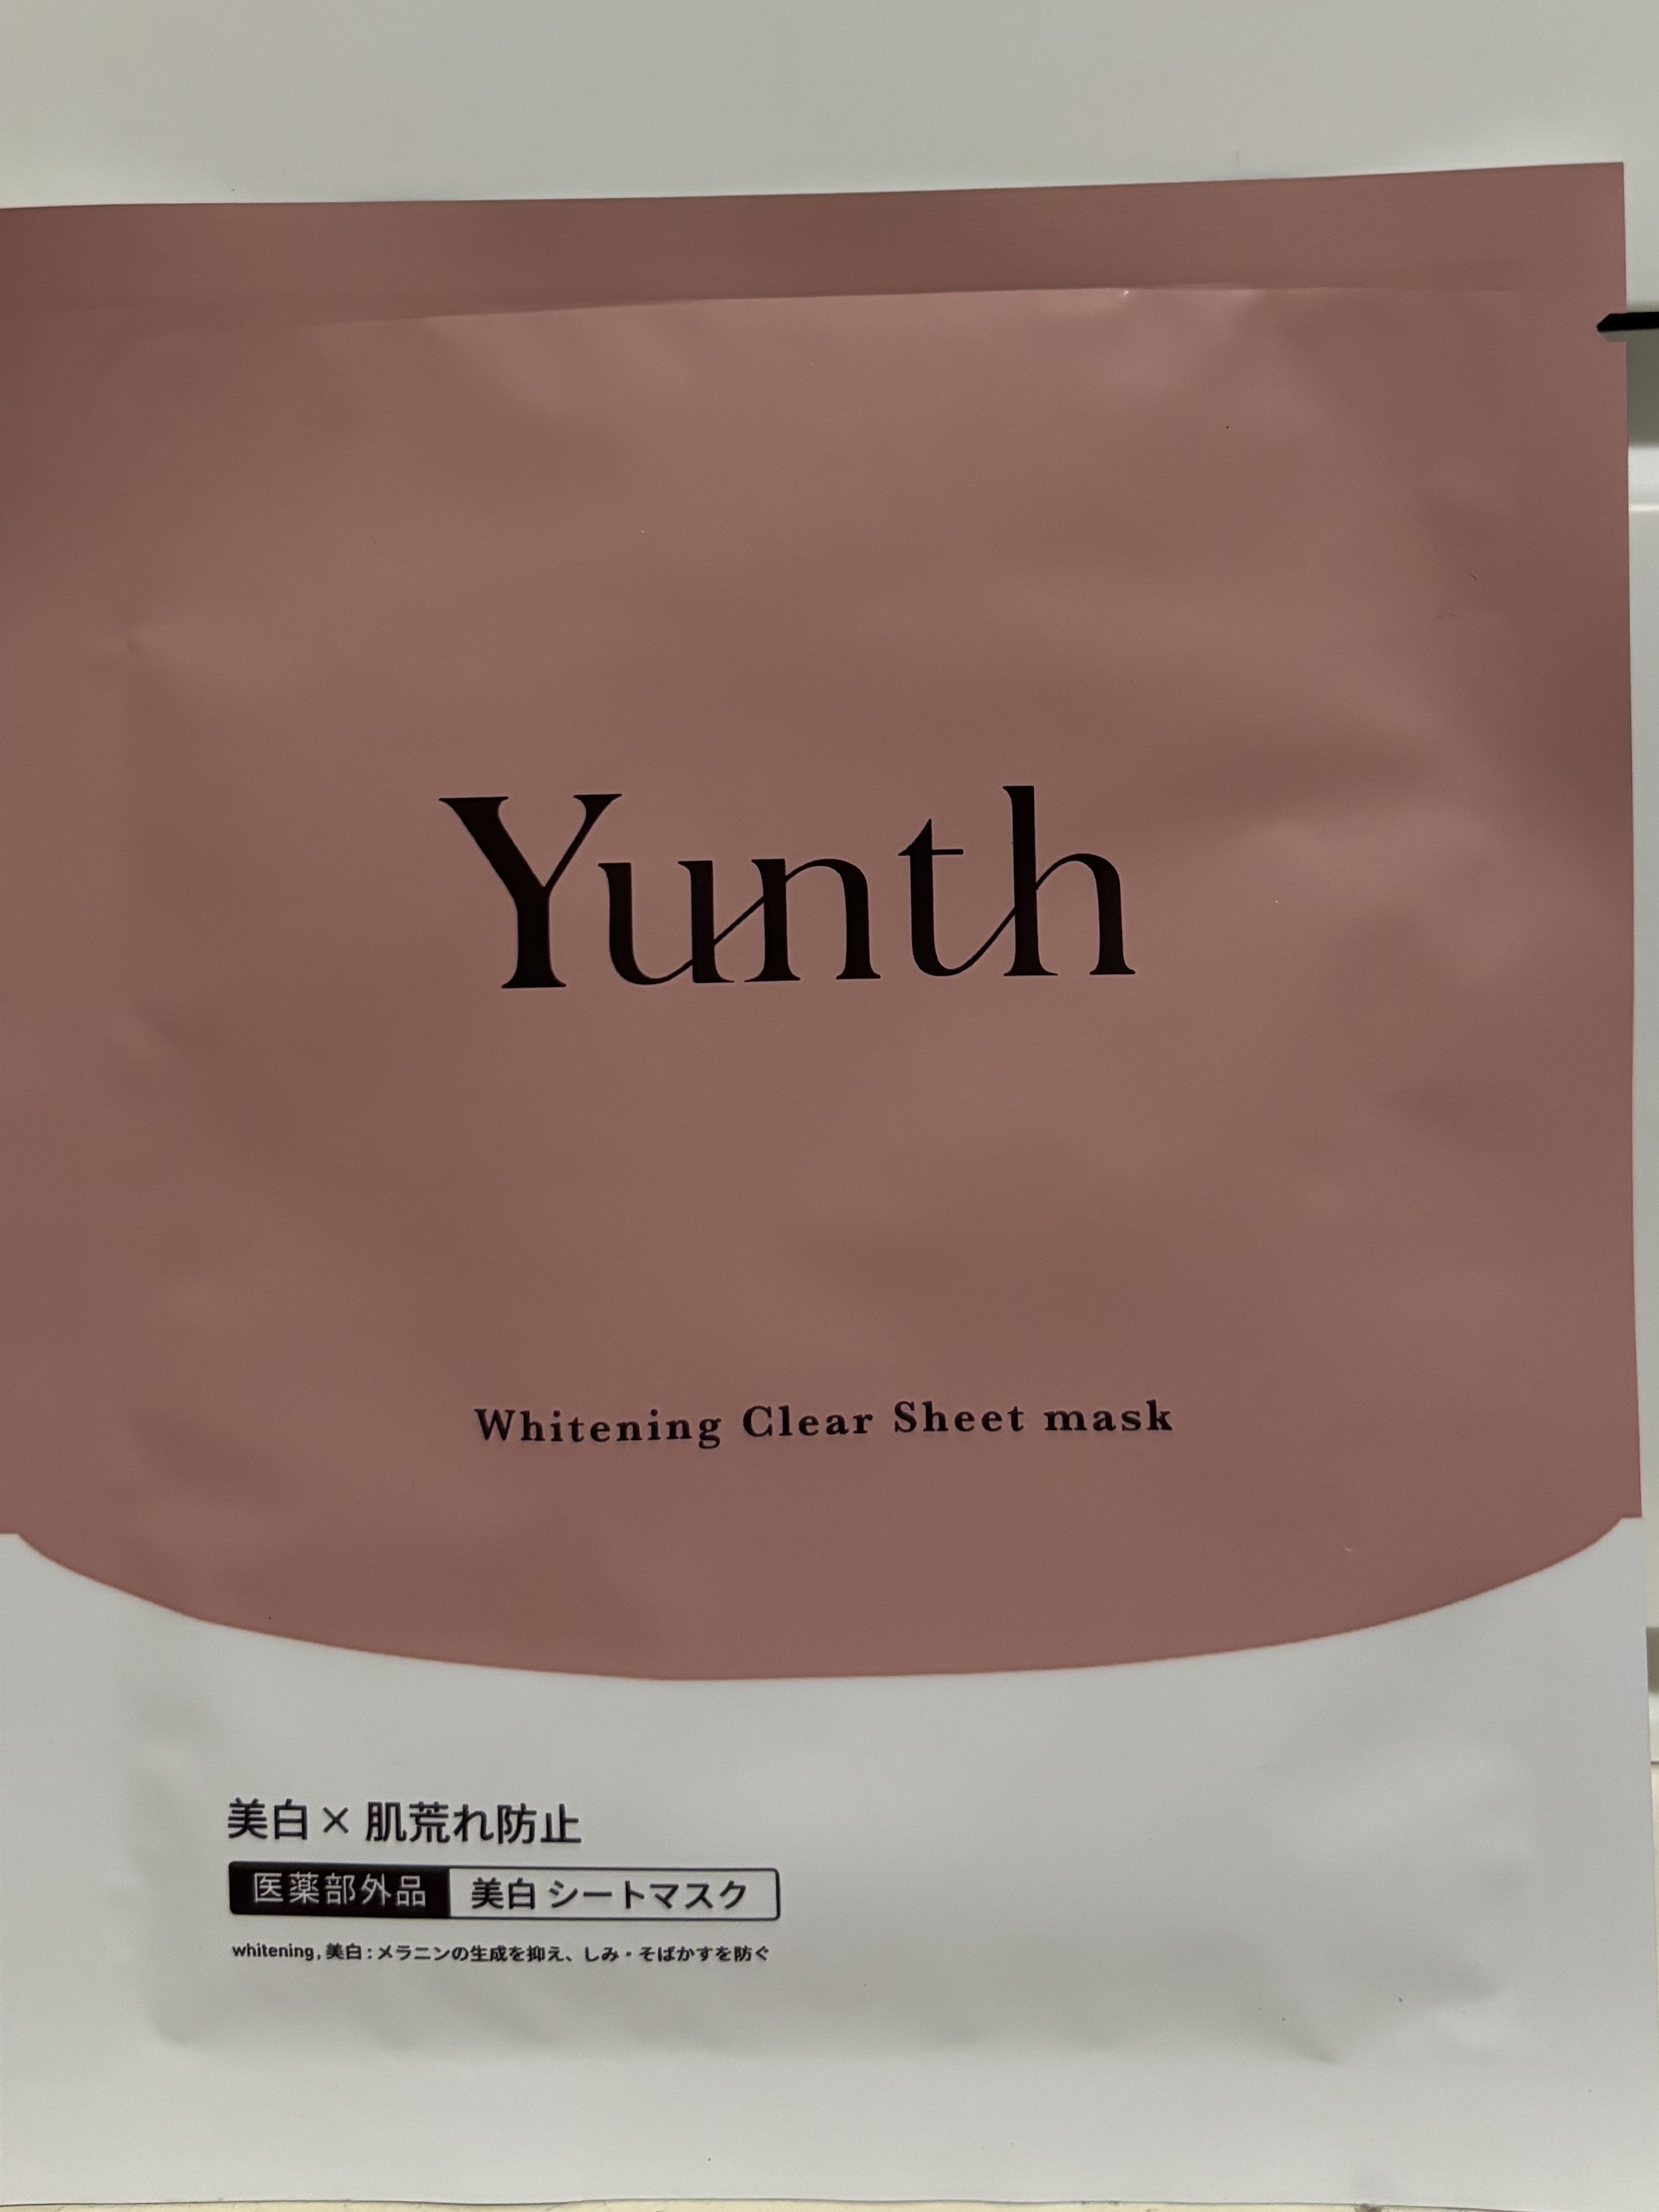 Yunth
Whitening Clear Sheet mask
美白×肌荒れ防止
医薬部外品 美白シートマスク
whitening,美白:メラニンの生成を抑え、しみ・そばかすを防ぐ